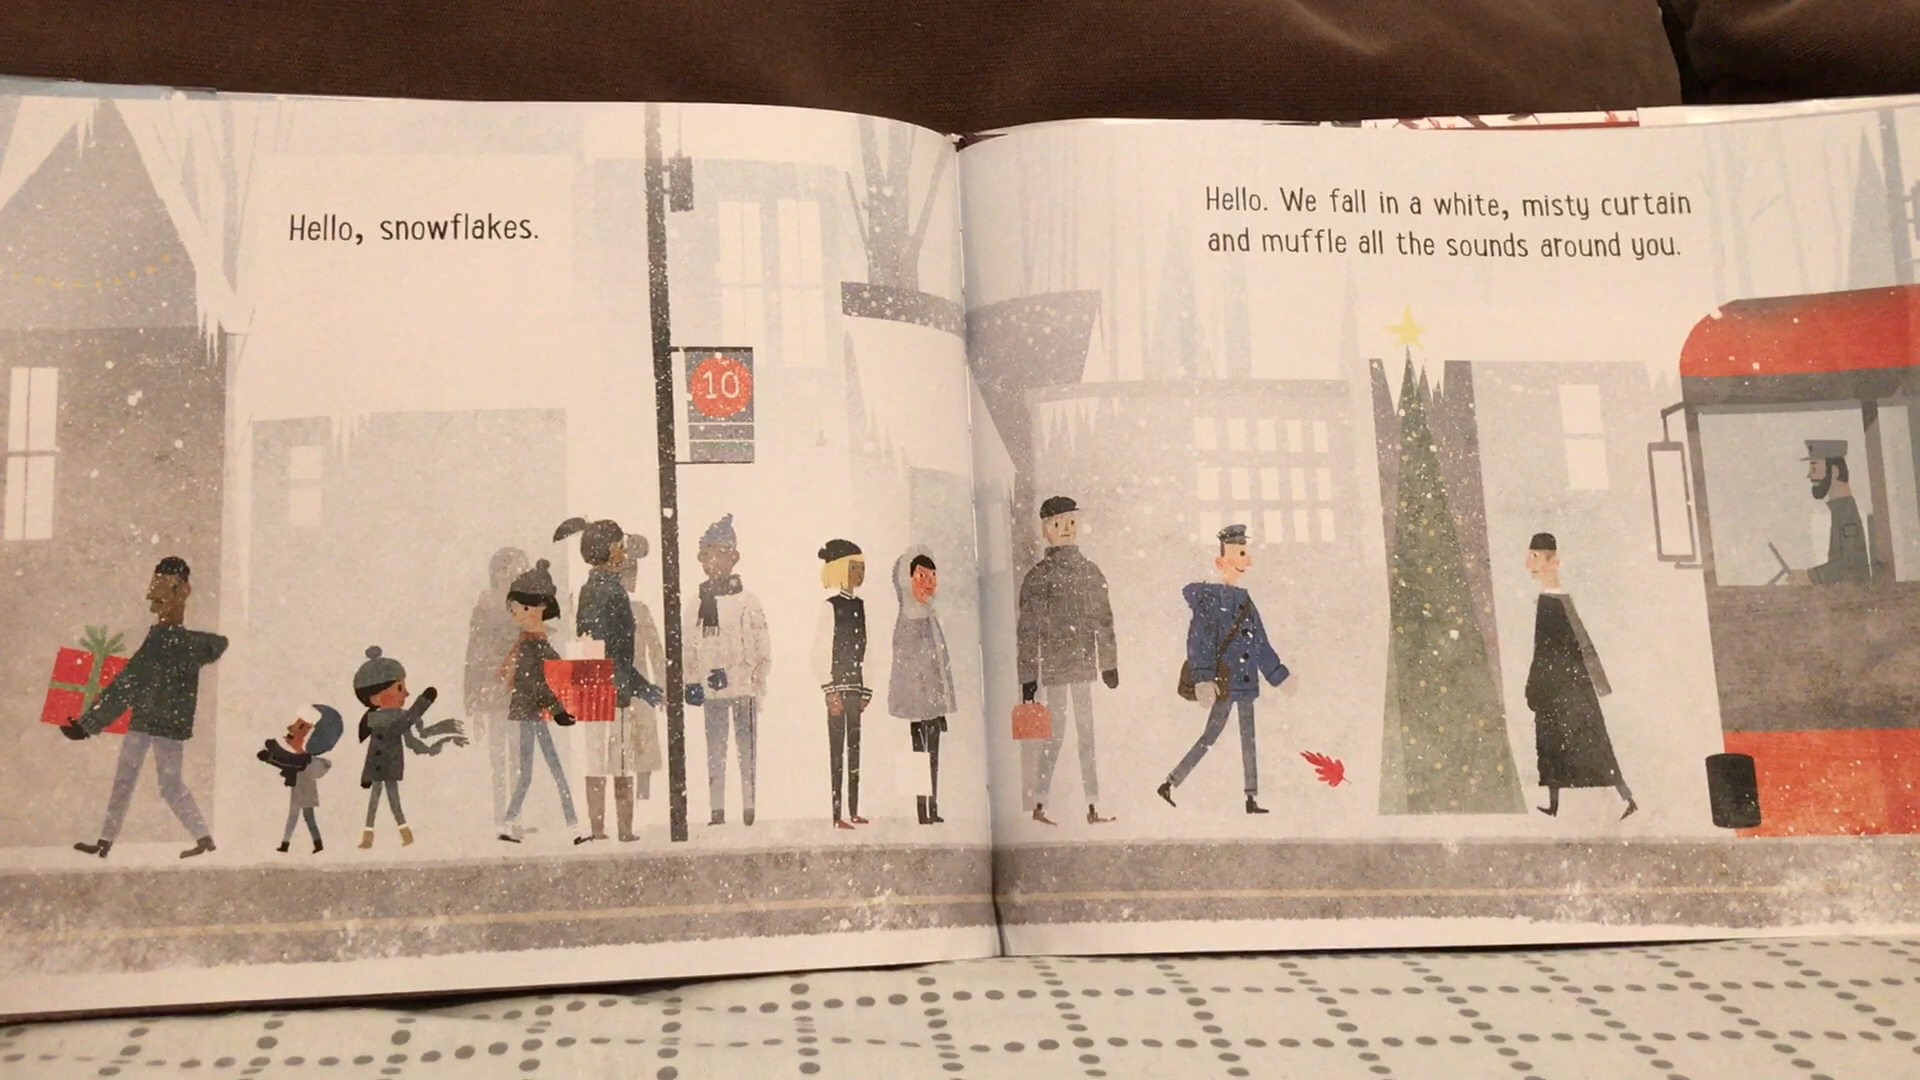 Hello, snowflakes.
10
Hello. We fall in a white, misty curtain
and muffle all the sounds around you.